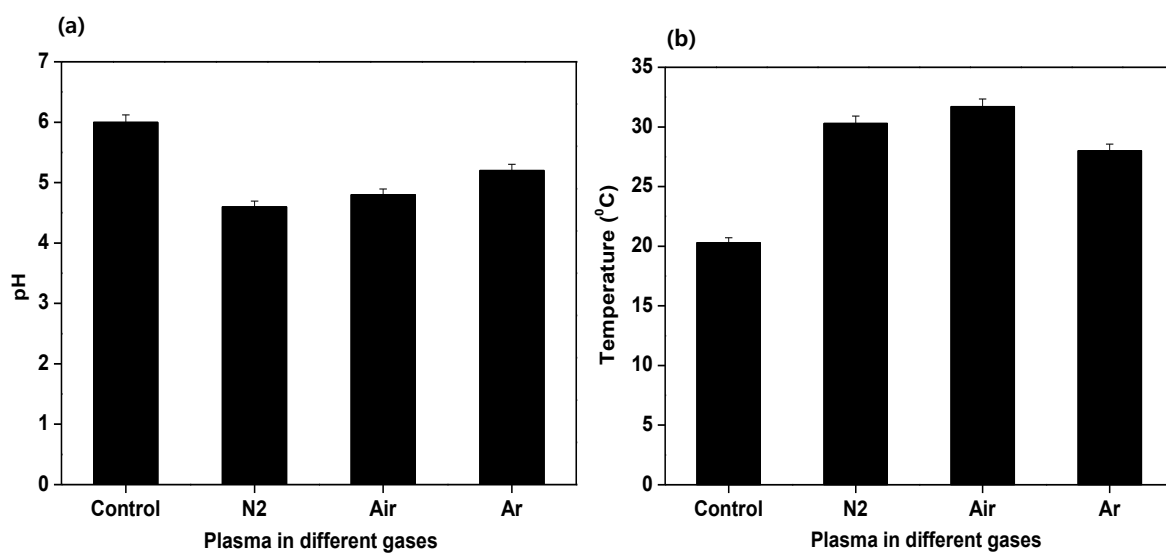 (a)
7
6
5
4
3
2
1
0
pH
Control N2 Air Ar
Plasma in different gases
(b)
35
30
25
20
15
10
5
0
Temperature (⁰C)
Control N2 Air Ar
Plasma in different gases